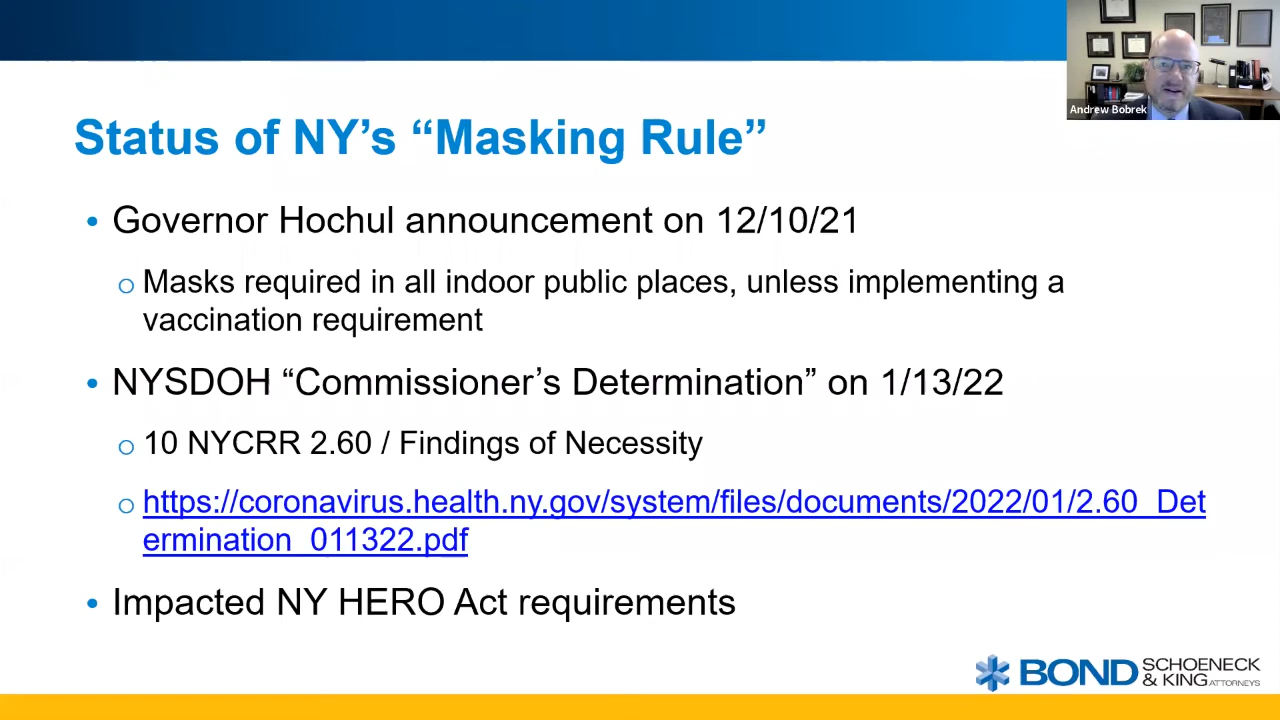 Andrew Bobrek
Status of NY’s “Masking Rule”
• Governor Hochul announcement on 12/10/21
o Masks required in all indoor public places, unless implementing a
vaccination requirement
• NYSDOH “Commissioner’s Determination” on 1/13/22
o 10 NYCRR 2.60 / Findings of Necessity
o https://coronavirus.health.ny.gov/system/files/documents/2022/01/2.60_Det
ermination_011322.pdf
• Impacted NY HERO Act requirements
BOND SCHOENECK
& KING ATTORNEYS